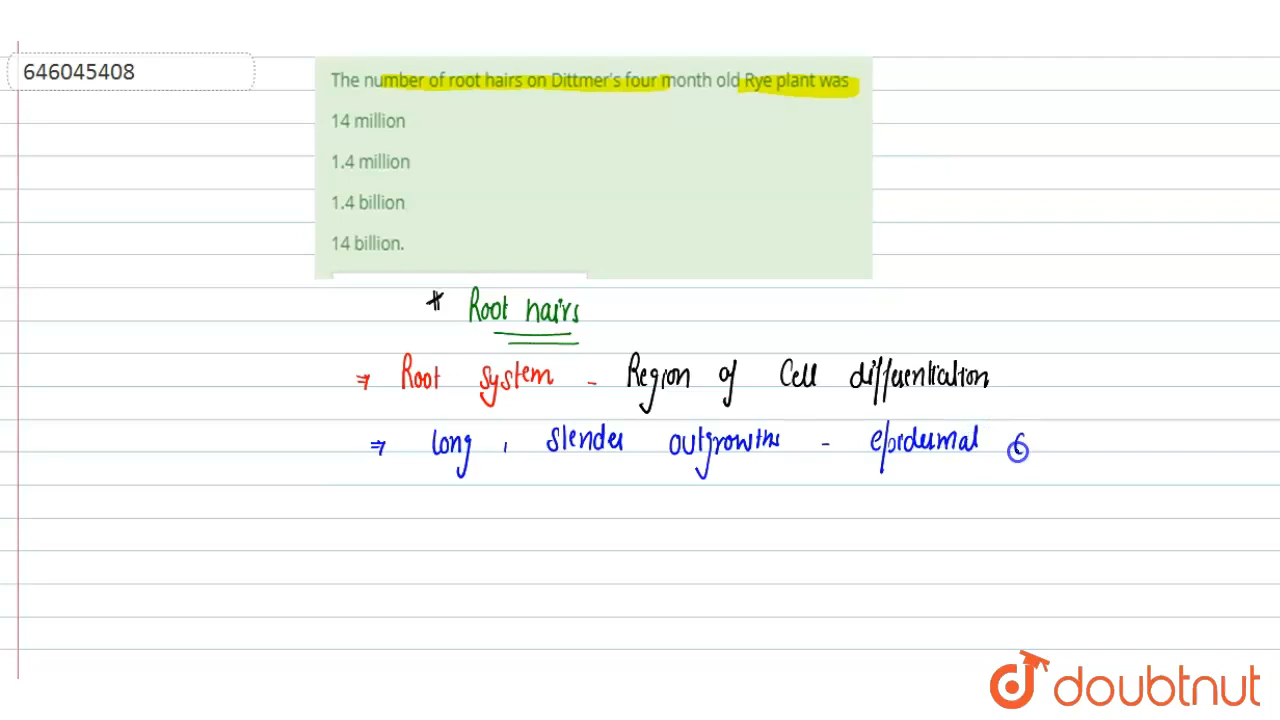 646045408
The number of root hairs on Dittmer's four month old Rye plant was
14 million
1.4 million
1.4 billion
14 billion.
* Root hairs
⇒ Root system - Region of Cell differentiation
⇒ long, slender outgrowths - epidermal
doubtnut